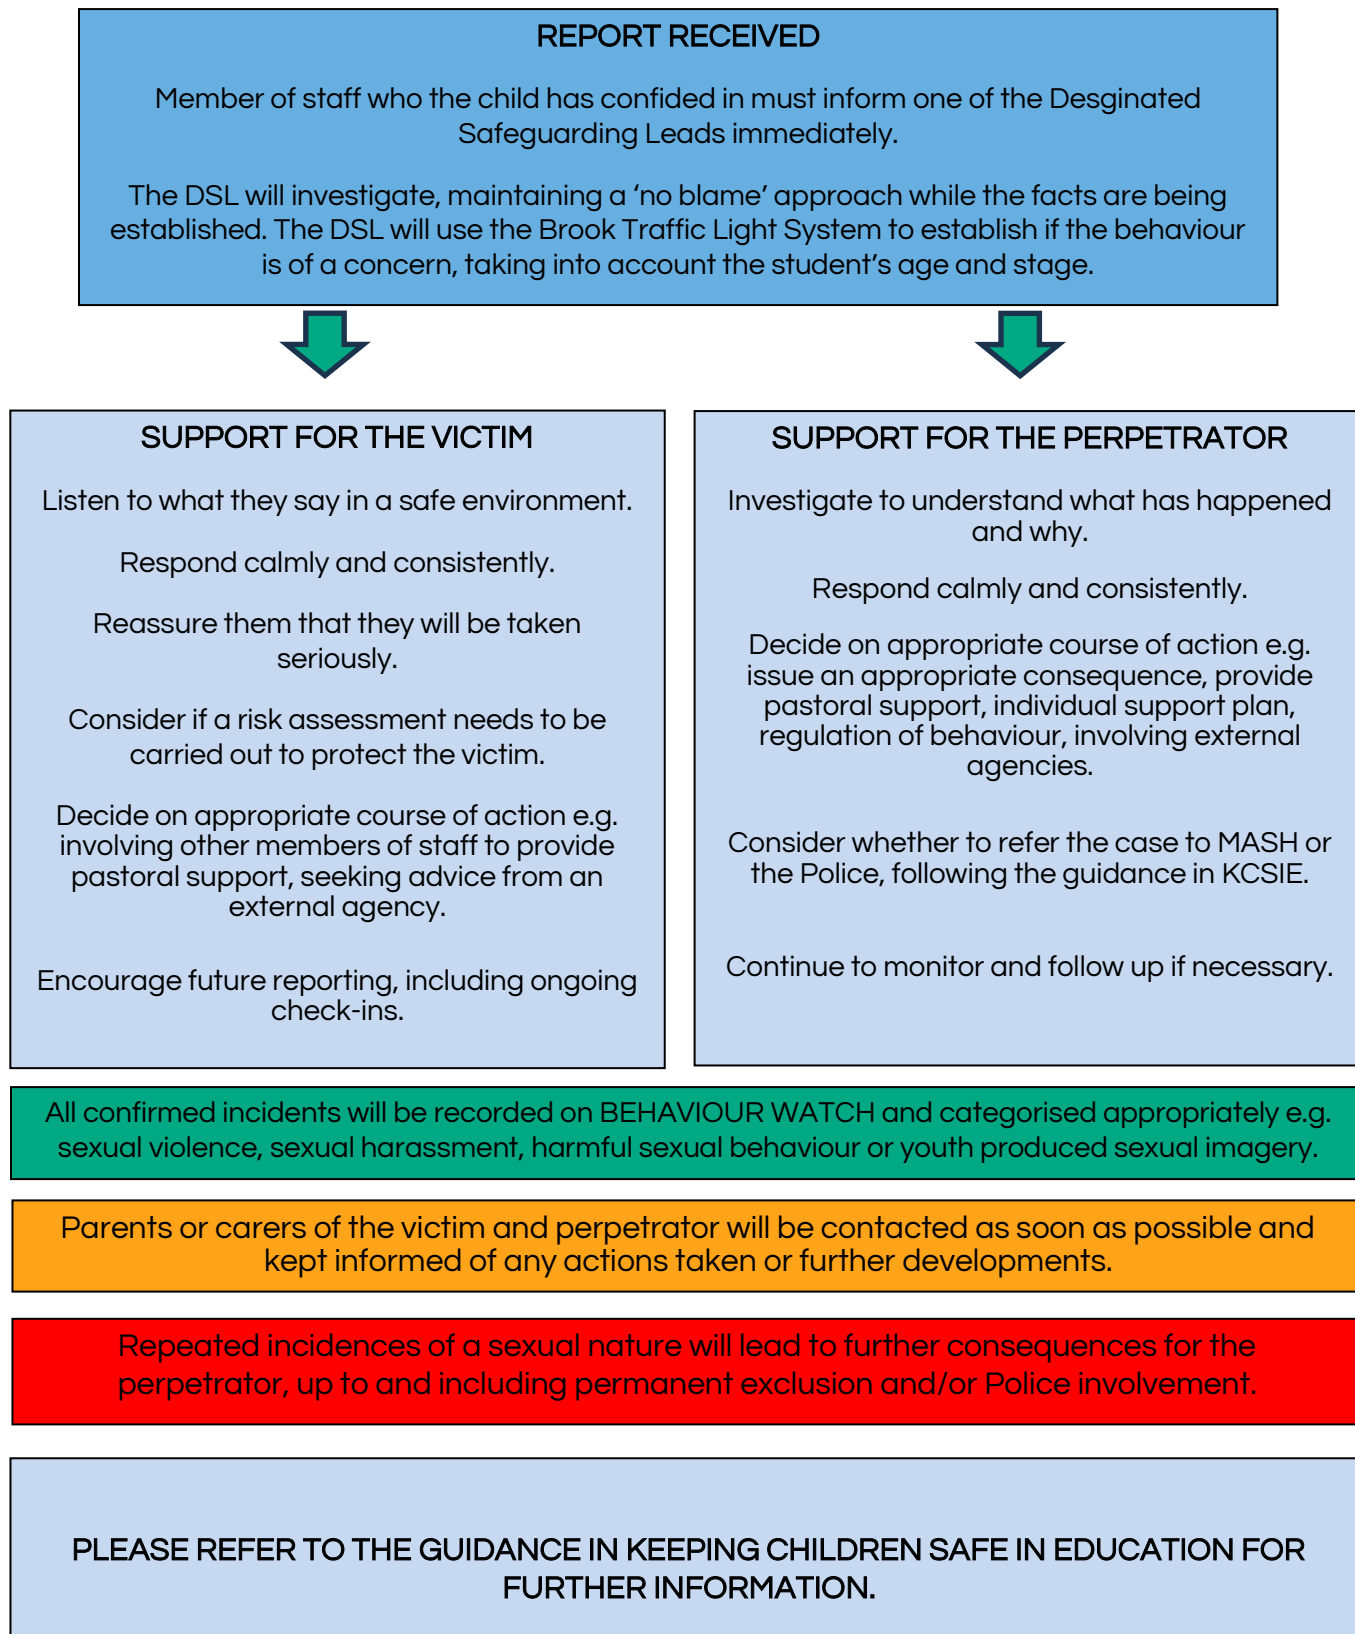 REPORT RECEIVED
Member of staff who the child has confided in must inform one of the Desginated
Safeguarding Leads immediately.
The DSL will investigate, maintaining a ‘no blame’ approach while the facts are being
established. The DSL will use the Brook Traffic Light System to establish if the behaviour
is of a concern, taking into account the student’s age and stage.
SUPPORT FOR THE VICTIM
Listen to what they say in a safe environment.
Respond calmly and consistently.
Reassure them that they will be taken
seriously.
Consider if a risk assessment needs to be
carried out to protect the victim.
Decide on appropriate course of action e.g.
involving other members of staff to provide
pastoral support, seeking advice from an
external agency.
Encourage future reporting, including ongoing
check-ins.
SUPPORT FOR THE PERPETRATOR
Investigate to understand what has happened
and why.
Respond calmly and consistently.
Decide on appropriate course of action e.g.
issue an appropriate consequence, provide
pastoral support, individual support plan,
regulation of behaviour, involving external
agencies.
Consider whether to refer the case to MASH or
the Police, following the guidance in KCSIE.
Continue to monitor and follow up if necessary.
All confirmed incidents will be recorded on BEHAVIOUR WATCH and categorised appropriately e.g.
sexual violence, sexual harassment, harmful sexual behaviour or youth produced sexual imagery.
Parents or carers of the victim and perpetrator will be contacted as soon as possible and
kept informed of any actions taken or further developments.
Repeated incidences of a sexual nature will lead to further consequences for the
perpetrator, up to and including permanent exclusion and/or Police involvement.
PLEASE REFER TO THE GUIDANCE IN KEEPING CHILDREN SAFE IN EDUCATION FOR
FURTHER INFORMATION.